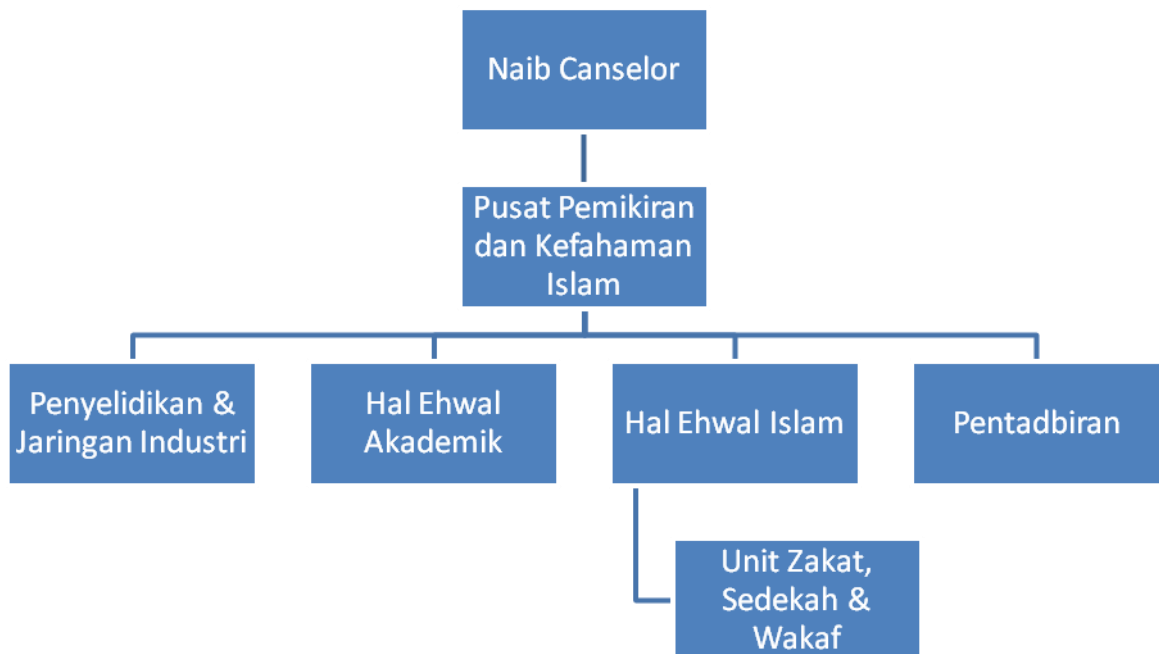 Naib Canselor
Pusat Pemikiran
dan Kefahaman
Islam
Penyelidikan &
Jaringan Industri
Hal Ehwal
Akademik
Hal Ehwal Islam
Pentadbiran
Unit Zakat,
Sedekah &
Wakaf